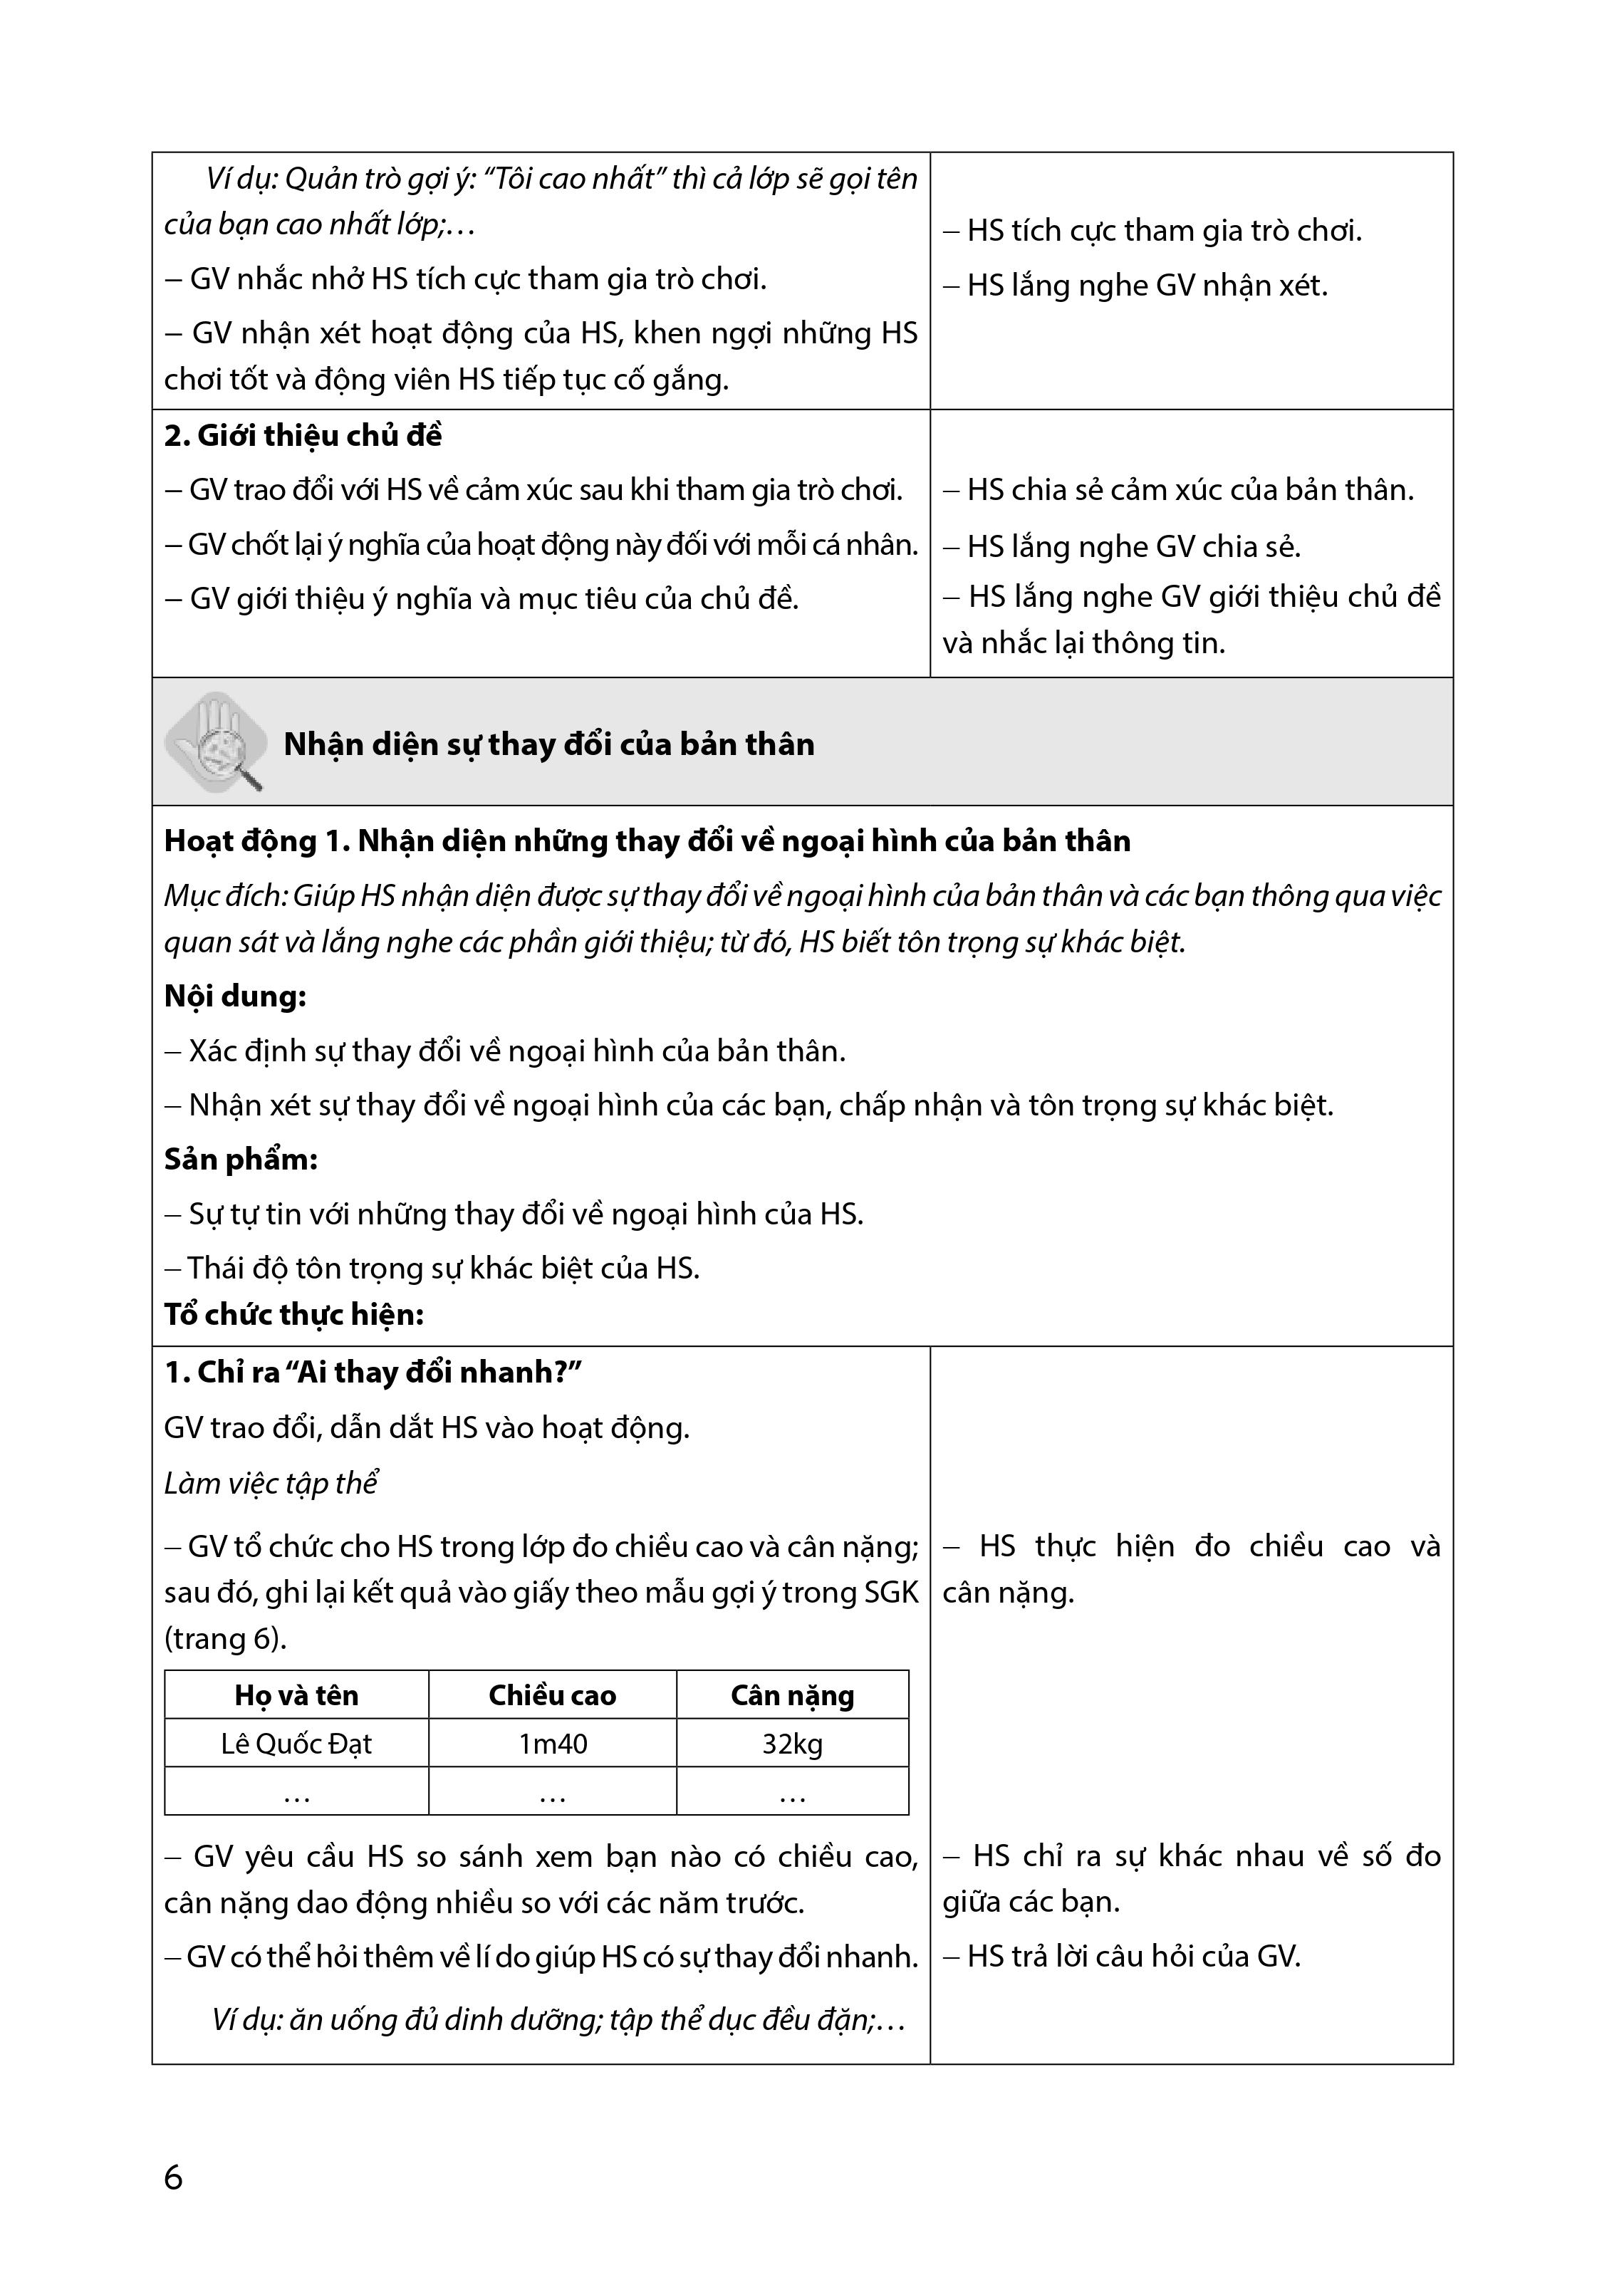 Ví dụ: Quản trò gợi ý: “Tôi cao nhất” thì cả lớp sẽ gọi tên
của bạn cao nhất lớp;…
– GV nhắc nhở HS tích cực tham gia trò chơi.
– GV nhận xét hoạt động của HS, khen ngợi những HS
chơi tốt và động viên HS tiếp tục cố gắng.
– HS tích cực tham gia trò chơi.
– HS lắng nghe GV nhận xét.
2. Giới thiệu chủ đề
– GV trao đổi với HS về cảm xúc sau khi tham gia trò chơi.
– GV chốt lại ý nghĩa của hoạt động này đối với mỗi cá nhân.
– GV giới thiệu ý nghĩa và mục tiêu của chủ đề.
– HS chia sẻ cảm xúc của bản thân.
– HS lắng nghe GV chia sẻ.
– HS lắng nghe GV giới thiệu chủ đề
và nhắc lại thông tin.
Nhận diện sự thay đổi của bản thân
Hoạt động 1. Nhận diện những thay đổi về ngoại hình của bản thân
Mục đích: Giúp HS nhận diện được sự thay đổi về ngoại hình của bản thân và các bạn thông qua việc
quan sát và lắng nghe các phần giới thiệu; từ đó, HS biết tôn trọng sự khác biệt.
Nội dung:
– Xác định sự thay đổi về ngoại hình của bản thân.
– Nhận xét sự thay đổi về ngoại hình của các bạn, chấp nhận và tôn trọng sự khác biệt.
Sản phẩm:
– Sự tự tin với những thay đổi về ngoại hình của HS.
– Thái độ tôn trọng sự khác biệt của HS.
Tổ chức thực hiện:
1. Chỉ ra “Ai thay đổi nhanh?”
GV trao đổi, dẫn dắt HS vào hoạt động.
Làm việc tập thể
– GV tổ chức cho HS trong lớp đo chiều cao và cân nặng;
sau đó, ghi lại kết quả vào giấy theo mẫu gợi ý trong SGK
(trang 6).
– HS thực hiện đo chiều cao và
cân nặng.
Họ và tên Chiều cao Cân nặng
Lê Quốc Đạt 1m40 32kg
… … …
– GV yêu cầu HS so sánh xem bạn nào có chiều cao,
cân nặng dao động nhiều so với các năm trước.
– GV có thể hỏi thêm về lí do giúp HS có sự thay đổi nhanh.
Ví dụ: ăn uống đủ dinh dưỡng; tập thể dục đều đặn;…
– HS chỉ ra sự khác nhau về số đo
giữa các bạn.
– HS trả lời câu hỏi của GV.
6